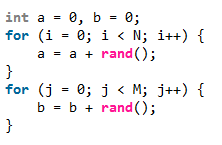 int a = 0, b = 0;
for (i = 0; i < N; i++) {
    a = a + rand();
}
for (j = 0; j < M; j++) {
    b = b + rand();
}